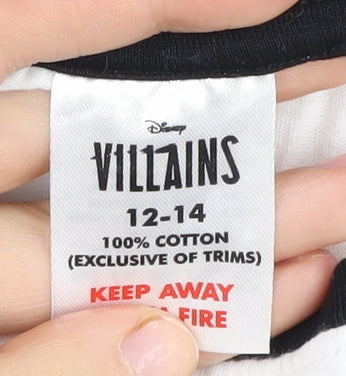 Disney
VILLAINS
12-14
100% COTTON
(EXCLUSIVE OF TRIMS)
KEEP AWAY
FIRE